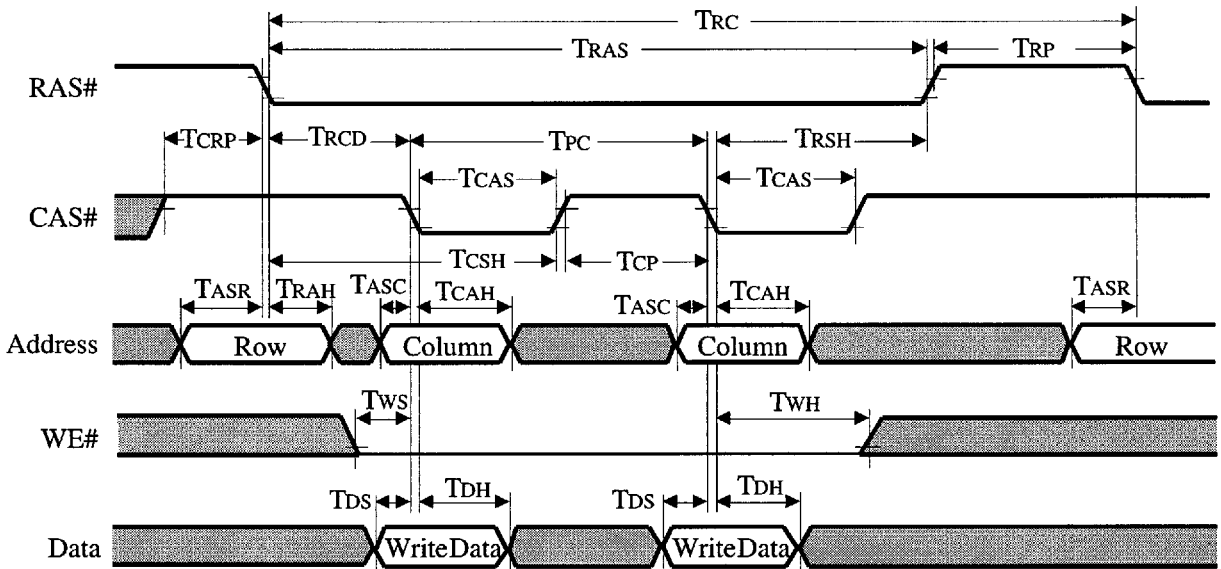 TRC
TRAS
TRP
RAS#
TCRP
TRCD
TPC
TRSH
TCAS
TCAS
CAS#
TCSH
TCP
TASR
TRAH
TASC
TCAH
TASC
TCAH
TASR
Address
Row
Column
Column
Row
TWS
TWH
WE#
TDS
TDH
TDS
TDH
Data
WriteData
WriteData